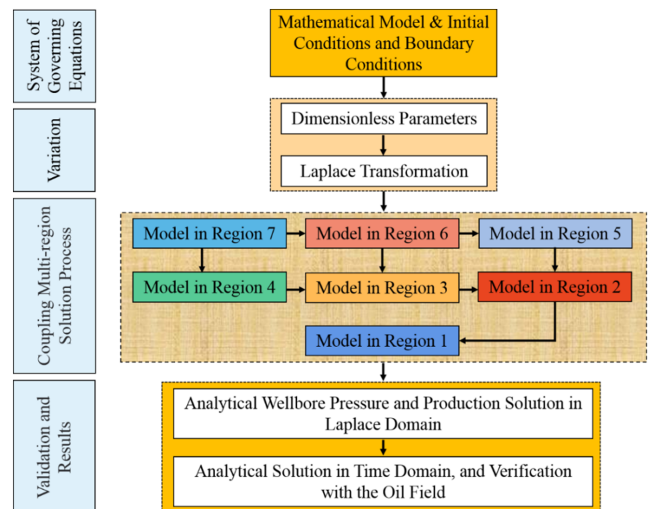 System of
Governing
Equations
Mathematical Model & Initial
Conditions and Boundary
Conditions
Variation
Dimensionless Parameters
Laplace Transformation
Coupling Multi-region
Solution Process
Model in Region 7
Model in Region 6
Model in Region 5
Model in Region 4
Model in Region 3
Model in Region 2
Model in Region 1
Validation and
Results
Analytical Wellbore Pressure and Production Solution in
Laplace Domain
Analytical Solution in Time Domain, and Verification
with the Oil Field